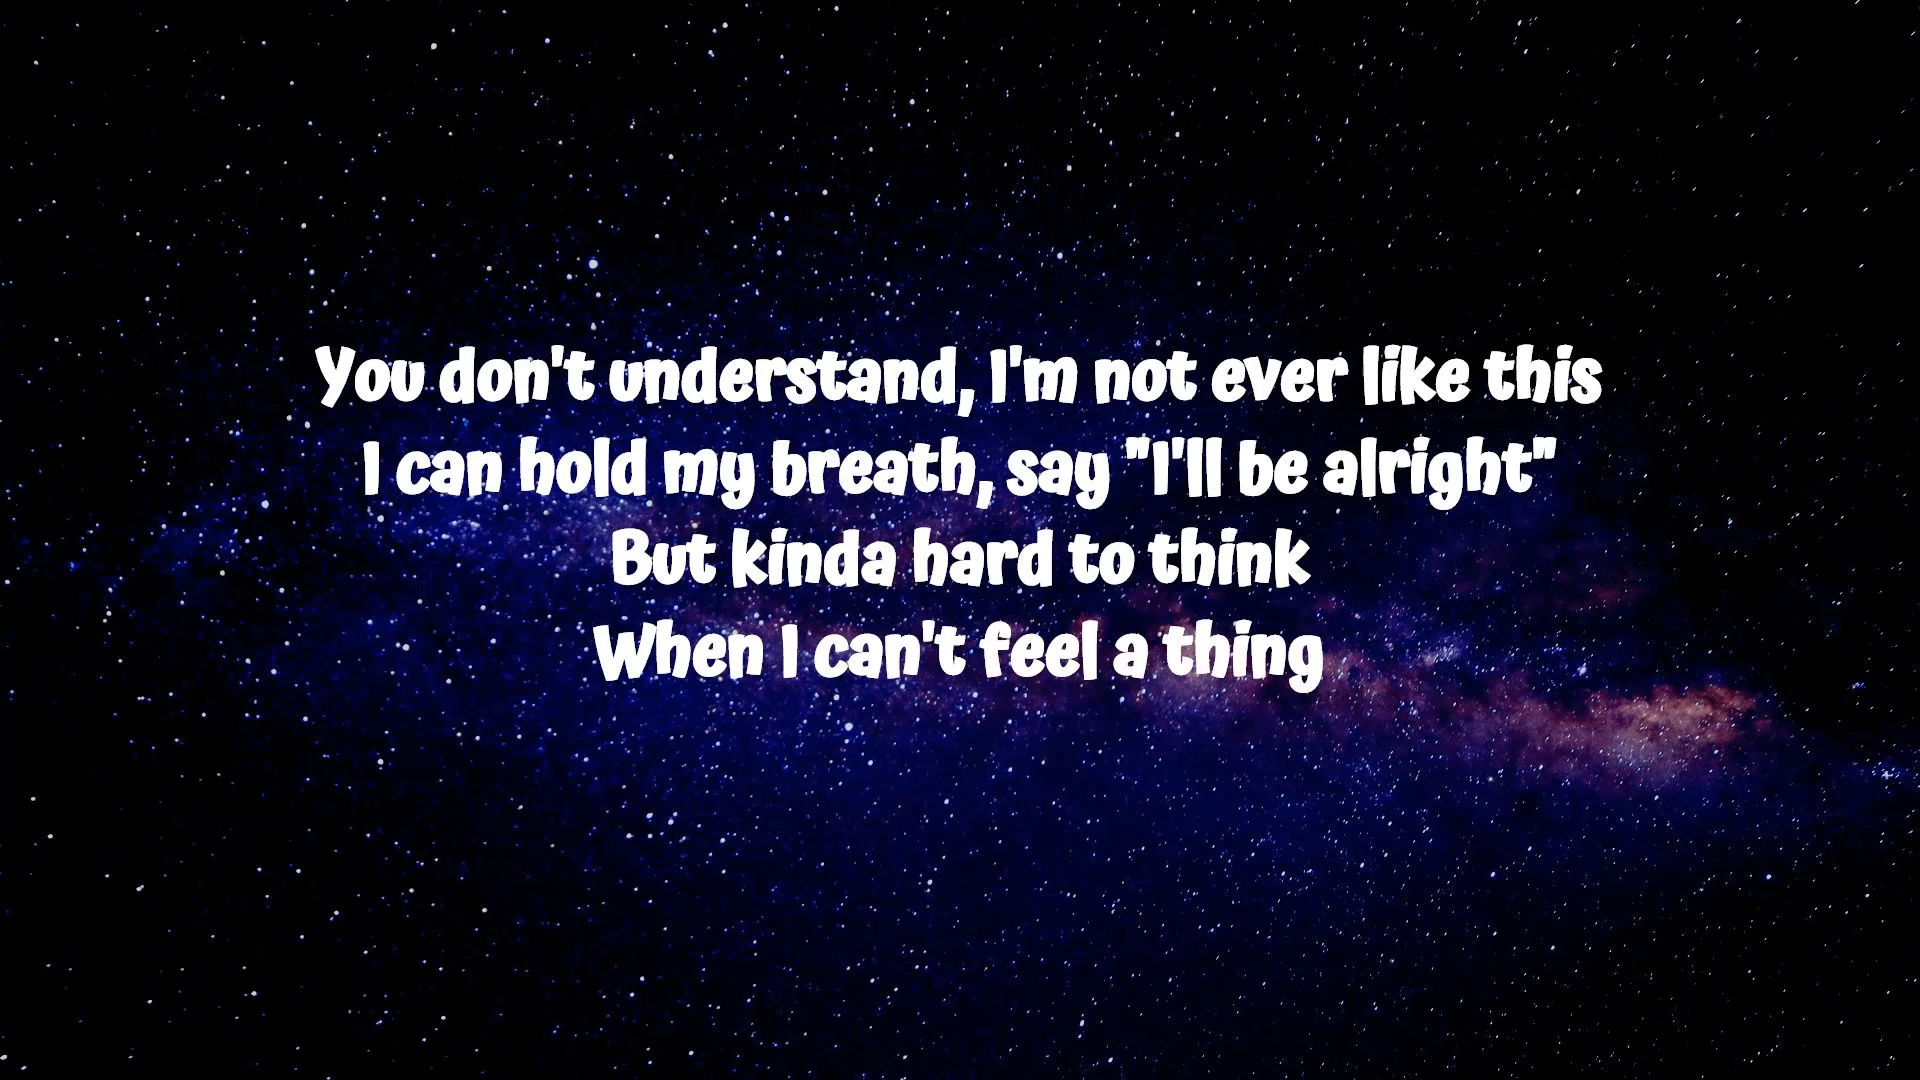 You don't understand, I'm not ever like this
I can hold my breath, say "I'll be alright"
But kinda hard to think
When I can't feel a thing